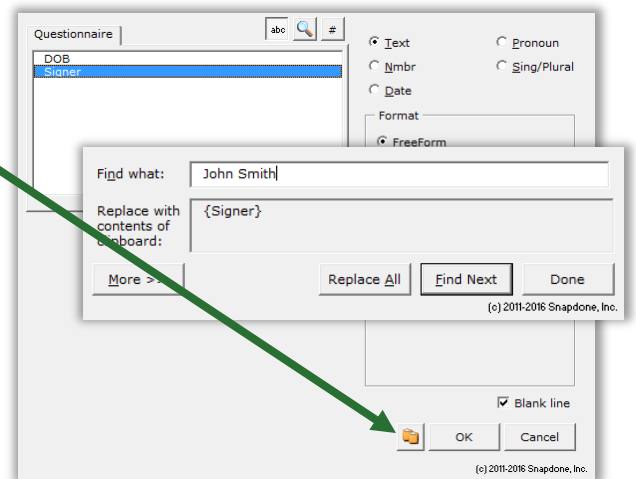 Questionnaire
abc #
DOB
Signer
Text Pronoun
Nmbr Sing/Plural
Date
Format
FreeForm
Find what: John Smith
Replace with {Signer}
contents of
clipboard:
More >> Replace All Find Next Done
(c) 2011-2016 Snapdone, Inc.
Blank line
OK Cancel
(c) 2011-2016 Snapdone, Inc.